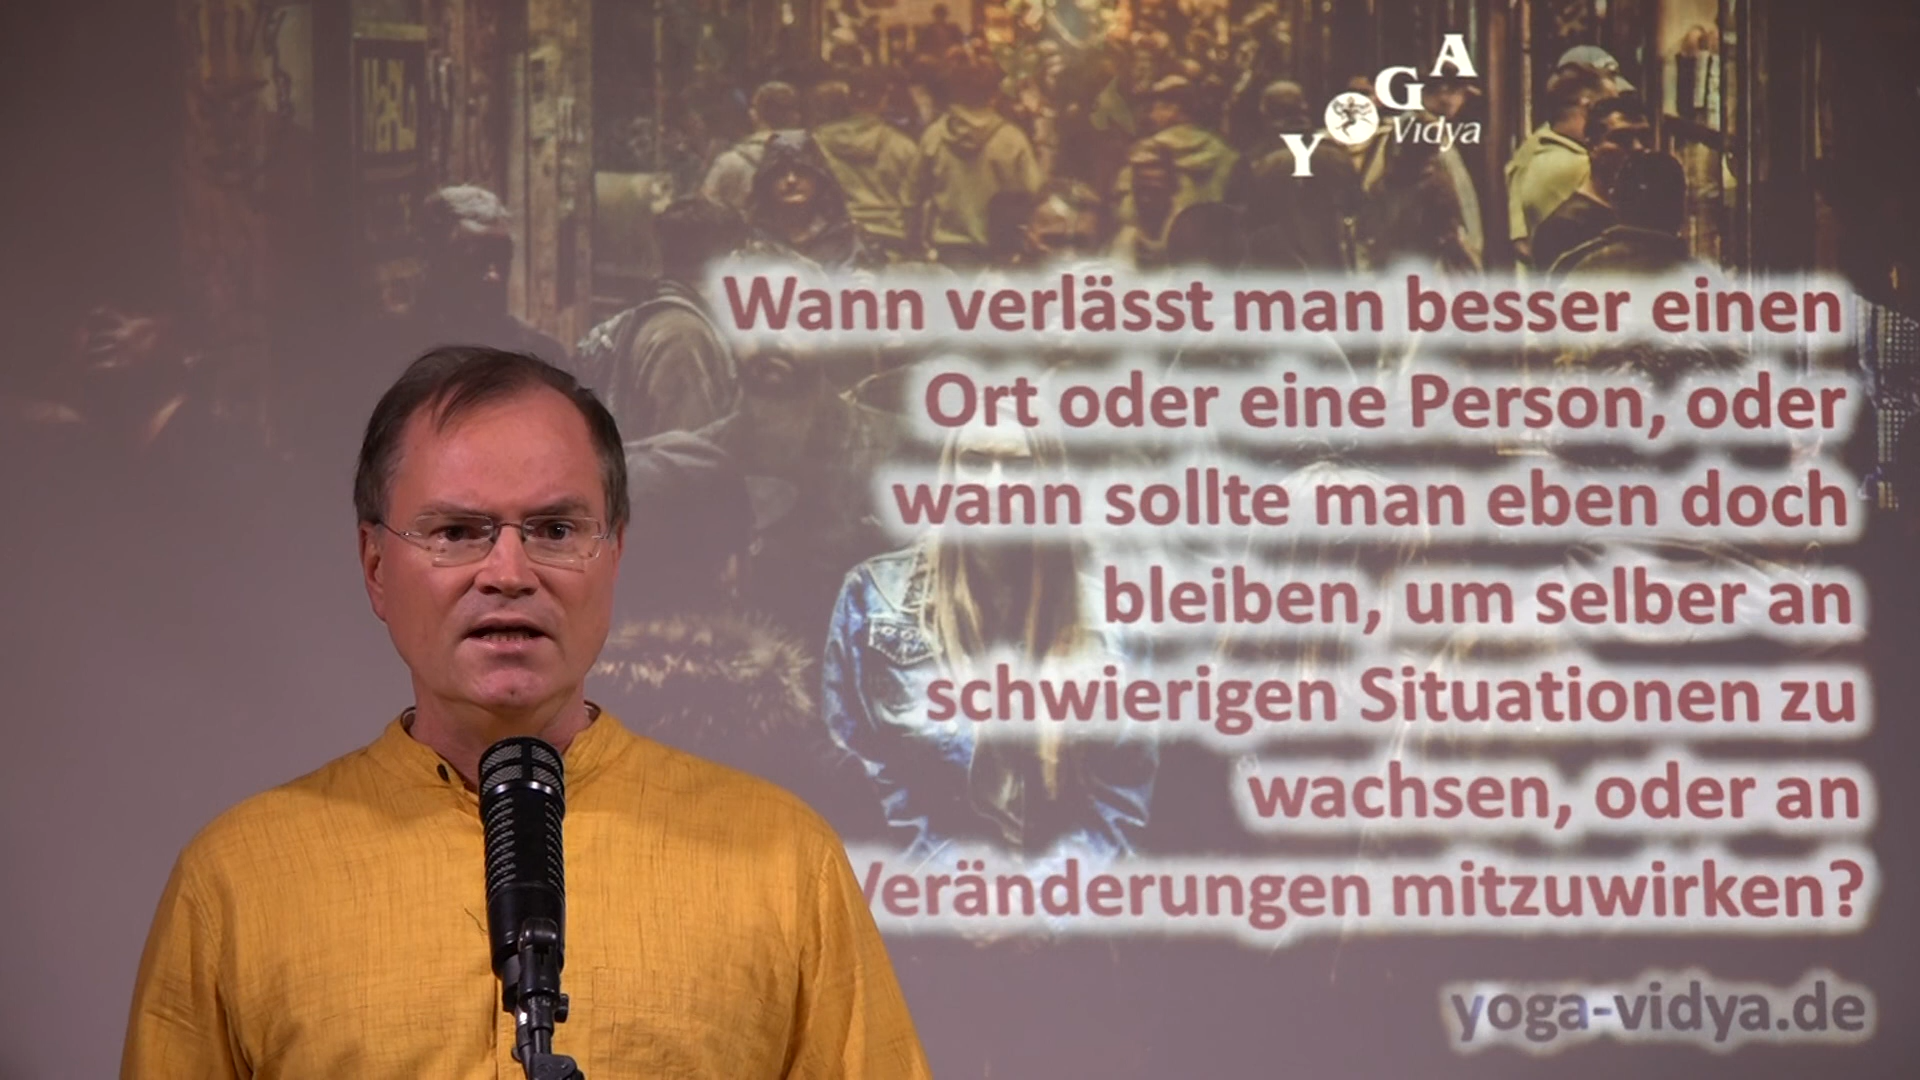 YOGA
Vidya
Wann verlässt man besser einen
Ort oder eine Person, oder
wann sollte man eben doch
bleiben, um selber an
schwierigen Situationen zu
wachsen, oder an
Veränderungen mitzuwirken?
yoga-vidya.de